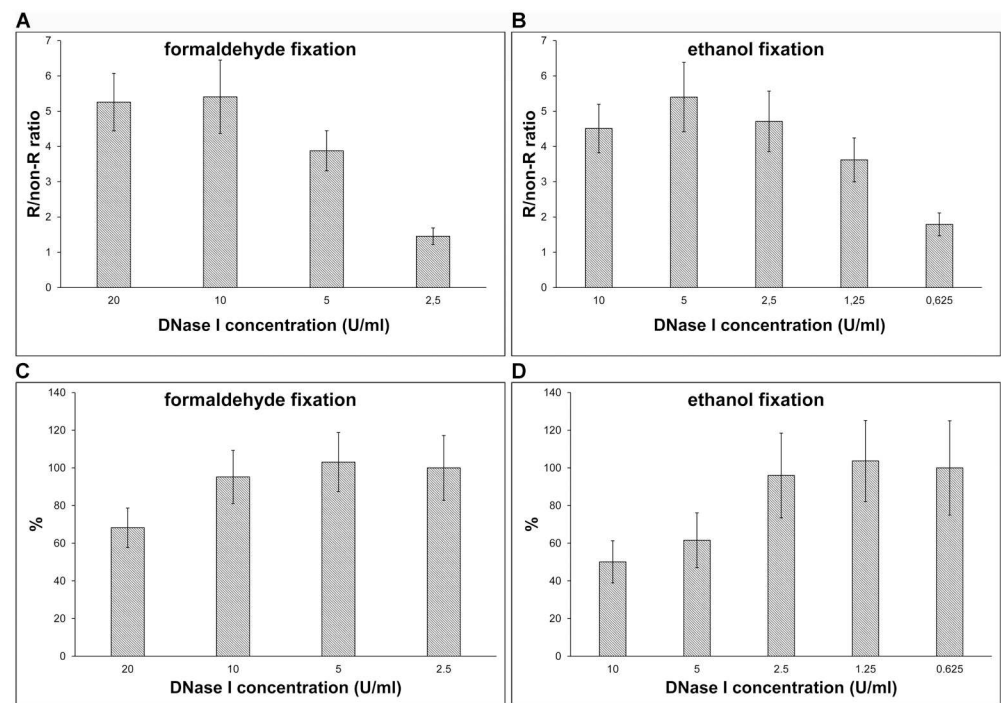 A
formaldehyde fixation
R/non-R ratio
7
6
5
4
3
2
1
0
20 10 5 2,5
DNase I concentration (U/ml)
B
ethanol fixation
R/non-R ratio
7
6
5
4
3
2
1
0
10 5 2,5 1,25 0,625
DNase I concentration (U/ml)
C
formaldehyde fixation
%
140
120
100
80
60
40
20
0
20 10 5 2.5
DNase I concentration (U/ml)
D
ethanol fixation
%
140
120
100
80
60
40
20
0
10 5 2.5 1.25 0.625
DNase I concentration (U/ml)